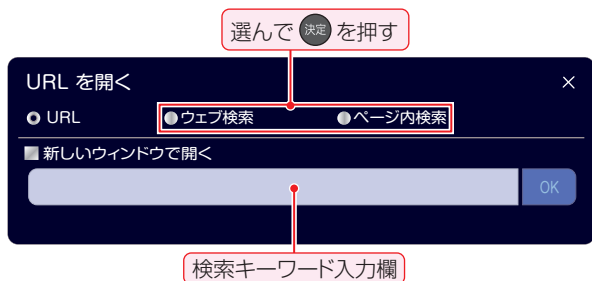 選んで 決定 を押す
URL を開く ×
URL ウェブ検索 ページ内検索
新しいウィンドウで開く
OK
検索キーワード入力欄